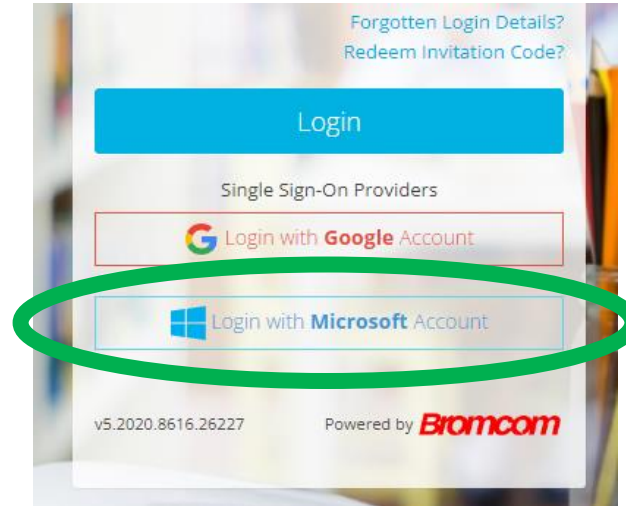 Forgotten Login Details?
Redeem Invitation Code?
Login
Single Sign-On Providers
Login with Google Account
Login with Microsoft Account
v5.2020.8616.26227 Powered by Bromcom